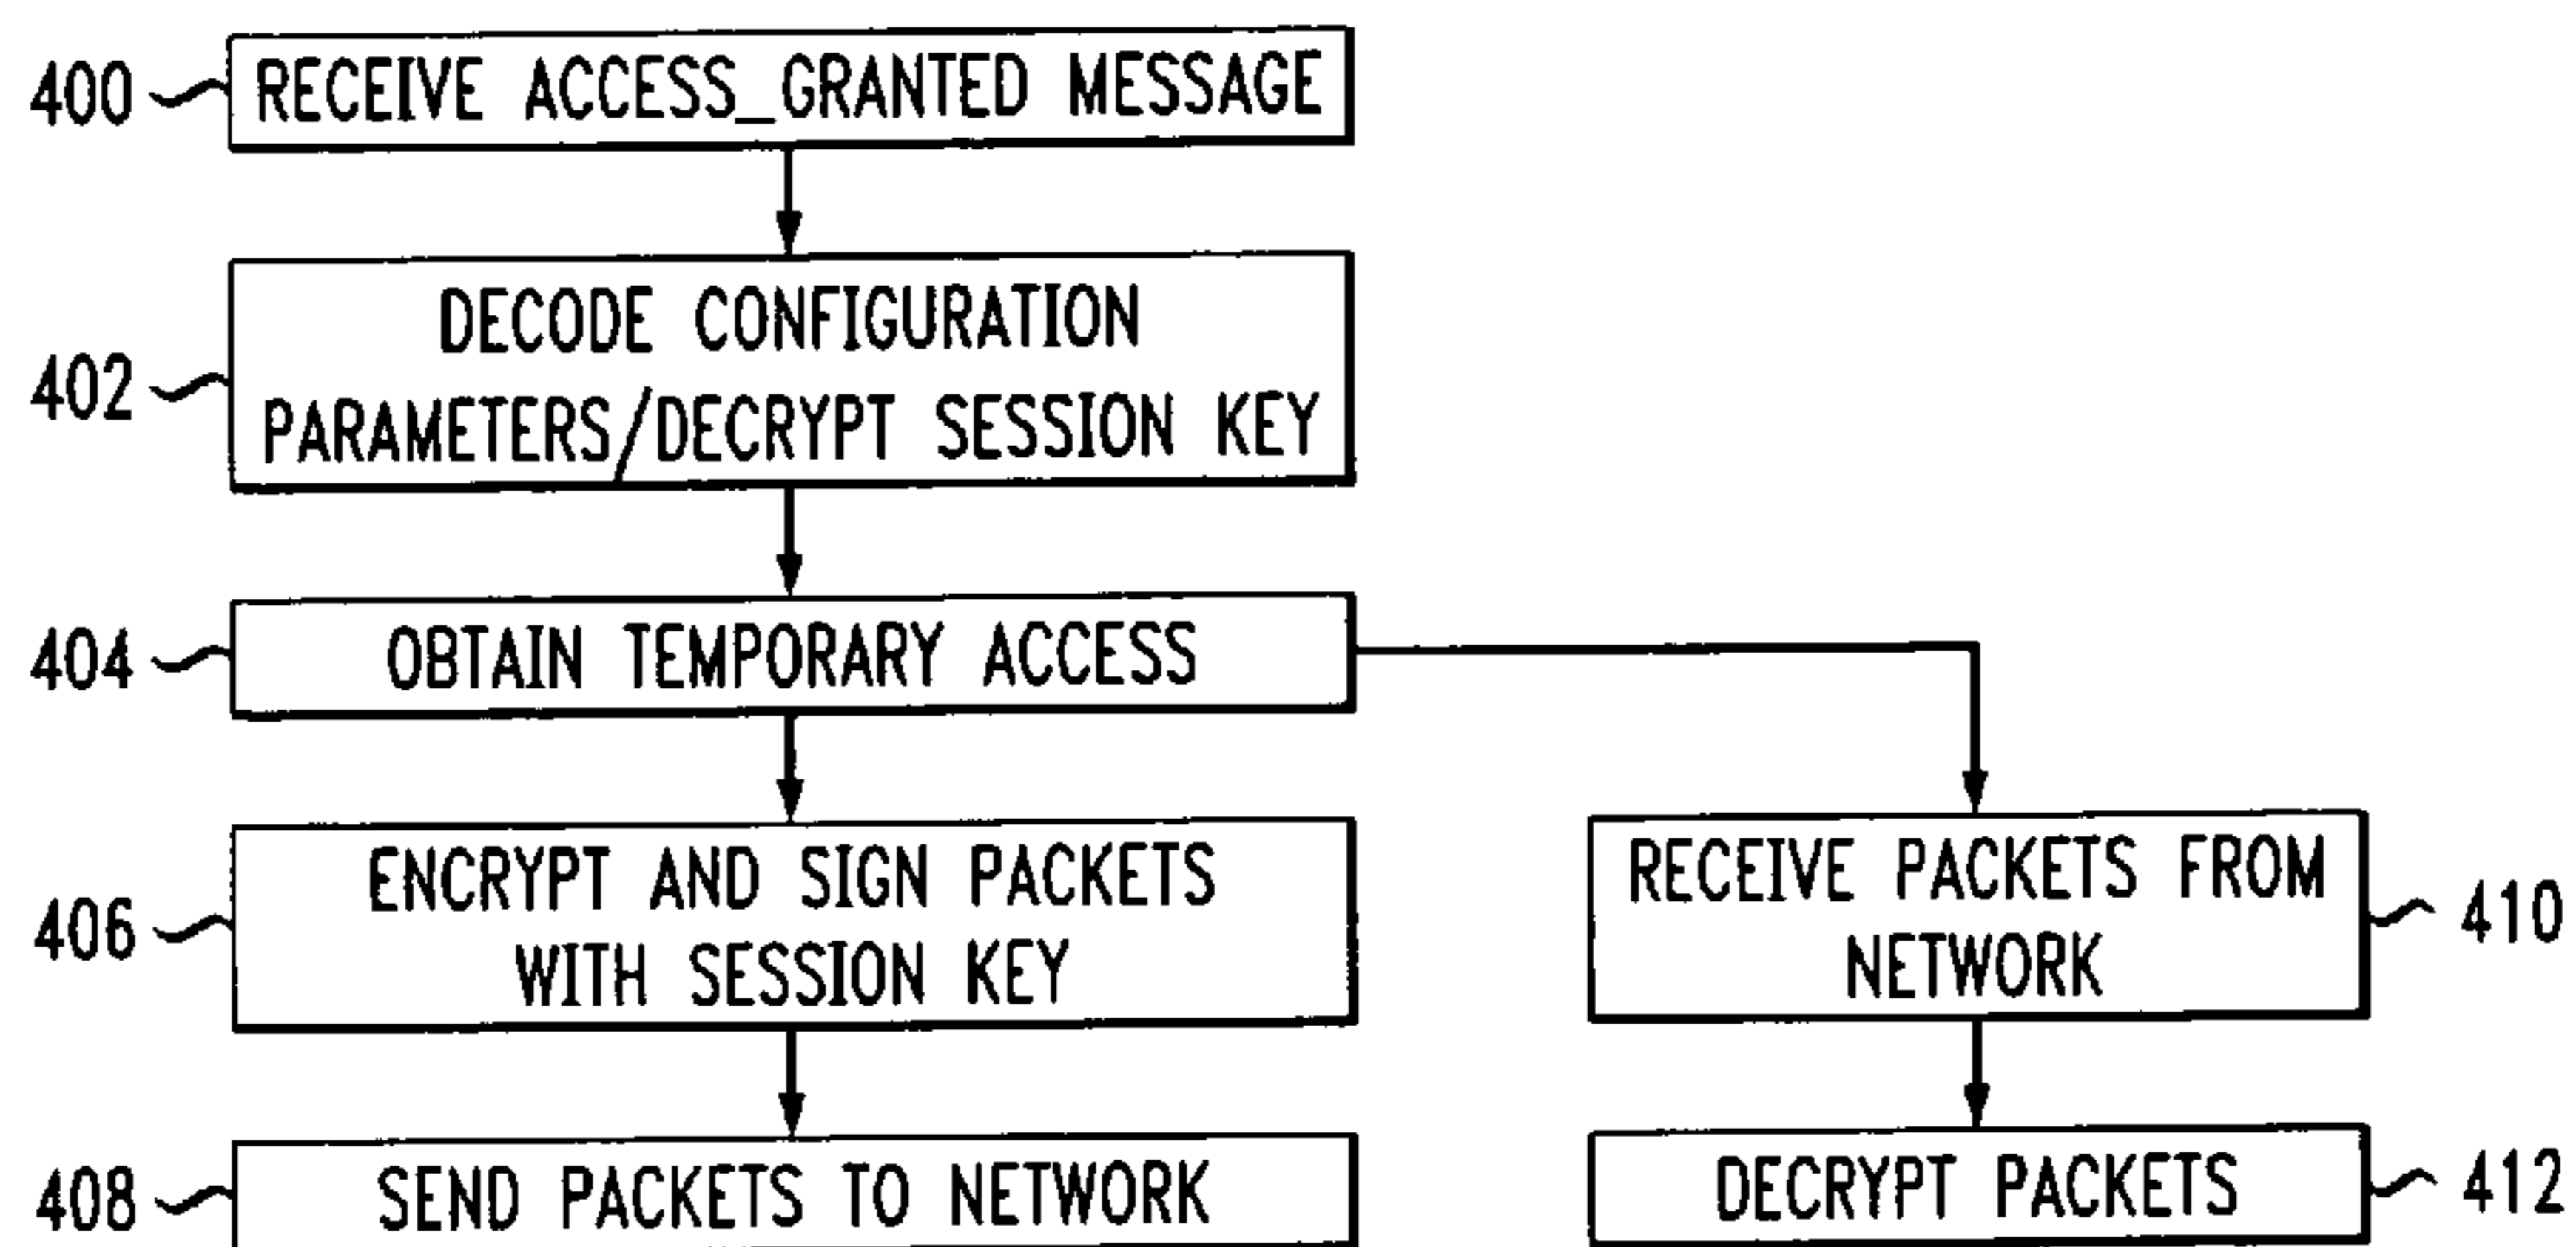 400 RECEIVE ACCESS_GRANTED MESSAGE
402 DECODE CONFIGURATION
PARAMETERS/DECRYPT SESSION KEY
404 OBTAIN TEMPORARY ACCESS
406 ENCRYPT AND SIGN PACKETS
WITH SESSION KEY
408 SEND PACKETS TO NETWORK
RECEIVE PACKETS FROM
NETWORK 410
DECRYPT PACKETS 412